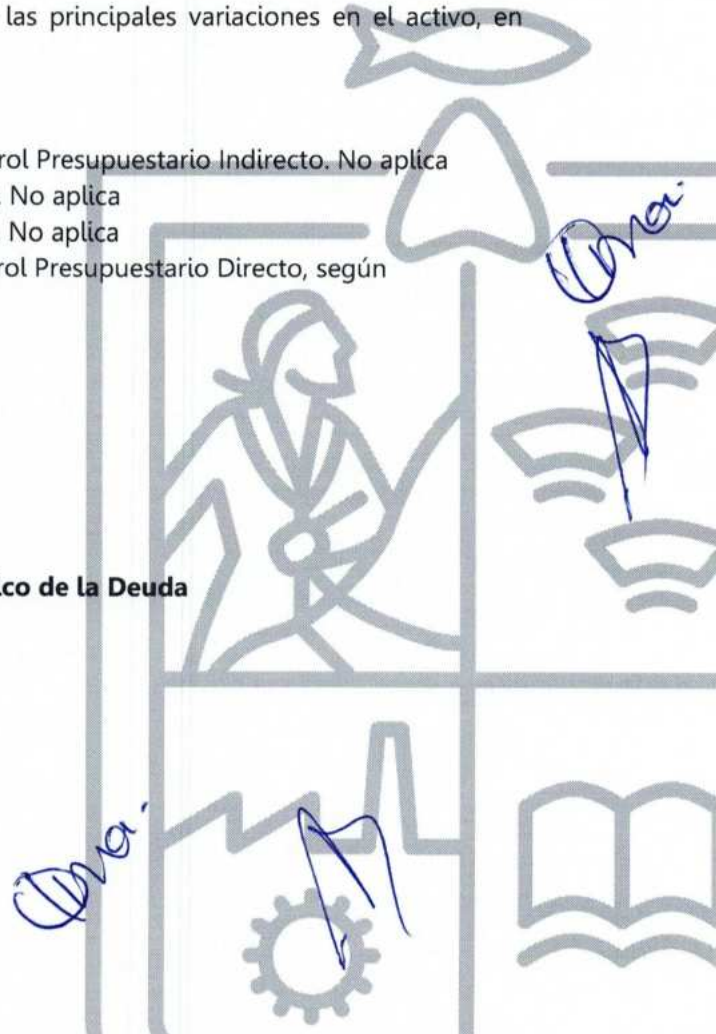 las principales variaciones en el activo, en
rol Presupuestario Indirecto. No aplica
. No aplica
. No aplica
rol Presupuestario Directo, según
ico de la Deuda